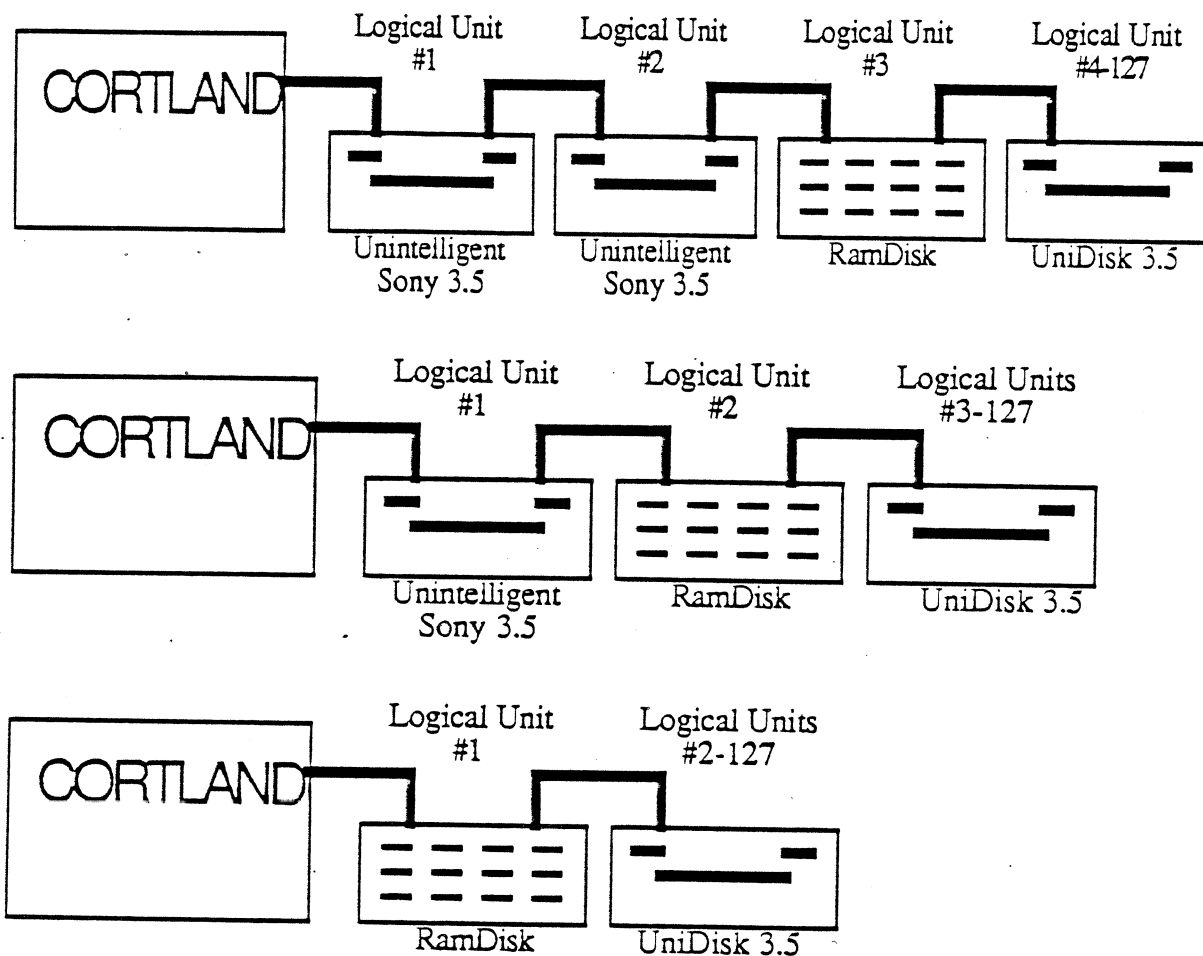 Logical Unit
#1
Logical Unit
#2
Logical Unit
#3
Logical Unit
#4-127
CORTLAND
Unintelligent
Sony 3.5
Unintelligent
Sony 3.5
RamDisk
UniDisk 3.5
Logical Unit
#1
Logical Unit
#2
Logical Units
#3-127
CORTLAND
Unintelligent
Sony 3.5
RamDisk
UniDisk 3.5
Logical Unit
#1
Logical Units
#2-127
CORTLAND
RamDisk
UniDisk 3.5